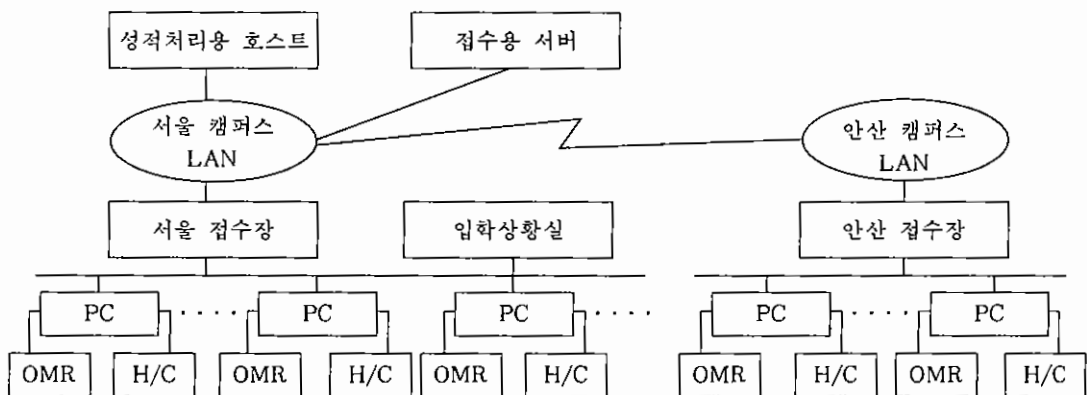 성적처리용 호스트
접수용 서버
서울 캠퍼스
LAN
안산 캠퍼스
LAN
서울 접수장
입학상황실
안산 접수장
PC
PC
PC
PC
PC
OMR
H/C
OMR
H/C
OMR
H/C
OMR
H/C
OMR
H/C